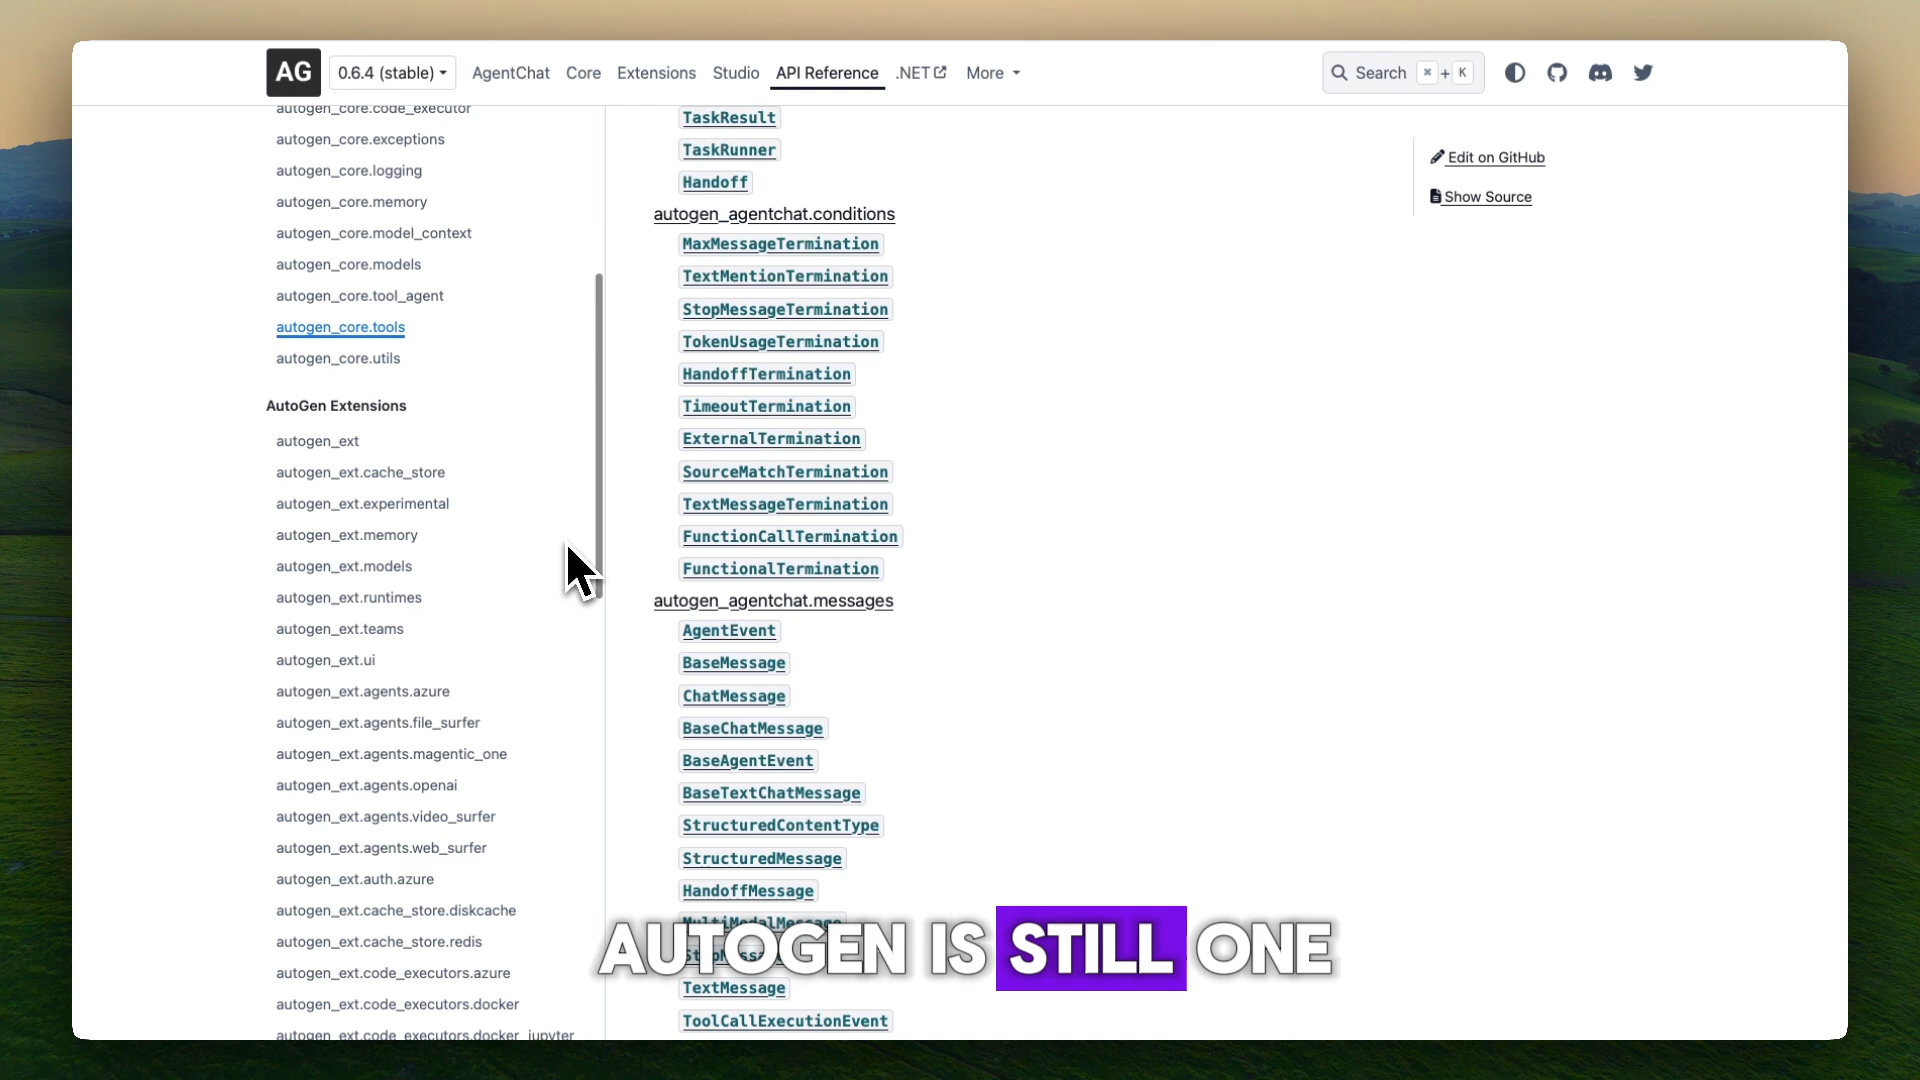 AG
0.6.4 (stable)
AgentChat
Core
Extensions
Studio
API Reference
.NET
More
Search
⌘ + K
autogen_core.code_executor
autogen_core.exceptions
autogen_core.logging
autogen_core.memory
autogen_core.model_context
autogen_core.models
autogen_core.tool_agent
autogen_core.tools
autogen_core.utils
AutoGen Extensions
autogen_ext
autogen_ext.cache_store
autogen_ext.experimental
autogen_ext.memory
autogen_ext.models
autogen_ext.runtimes
autogen_ext.teams
autogen_ext.ui
autogen_ext.agents.azure
autogen_ext.agents.file_surfer
autogen_ext.agents.magentic_one
autogen_ext.agents.openai
autogen_ext.agents.video_surfer
autogen_ext.agents.web_surfer
autogen_ext.auth.azure
autogen_ext.cache_store.diskcache
autogen_ext.cache_store.redis
autogen_ext.code_executors.azure
autogen_ext.code_executors.docker
autogen_ext.code_executors.docker_jupyter
TaskResult
TaskRunner
Handoff
autogen_agentchat.conditions
MaxMessageTermination
TextMentionTermination
StopMessageTermination
TokenUsageTermination
HandoffTermination
TimeoutTermination
ExternalTermination
SourceMatchTermination
TextMessageTermination
FunctionCallTermination
FunctionalTermination
autogen_agentchat.messages
AgentEvent
BaseMessage
ChatMessage
BaseChatMessage
BaseAgentEvent
BaseTextChatMessage
StructuredContentType
StructuredMessage
HandoffMessage
MultiModalMessage
TextMessage
ToolCallExecutionEvent
Edit on GitHub
Show Source
AUTOGEN IS STILL ONE